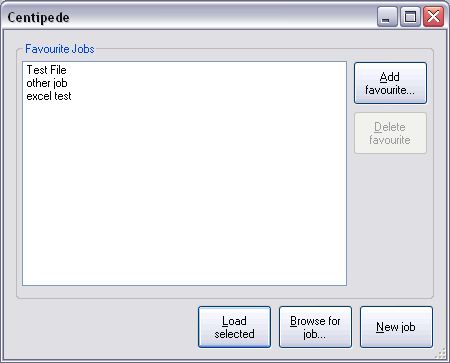 Centipede
Favourite Jobs
Test File
other job
excel test
Add
favourite...
Delete
favourite
Load
selected
Browse for
job...
New job